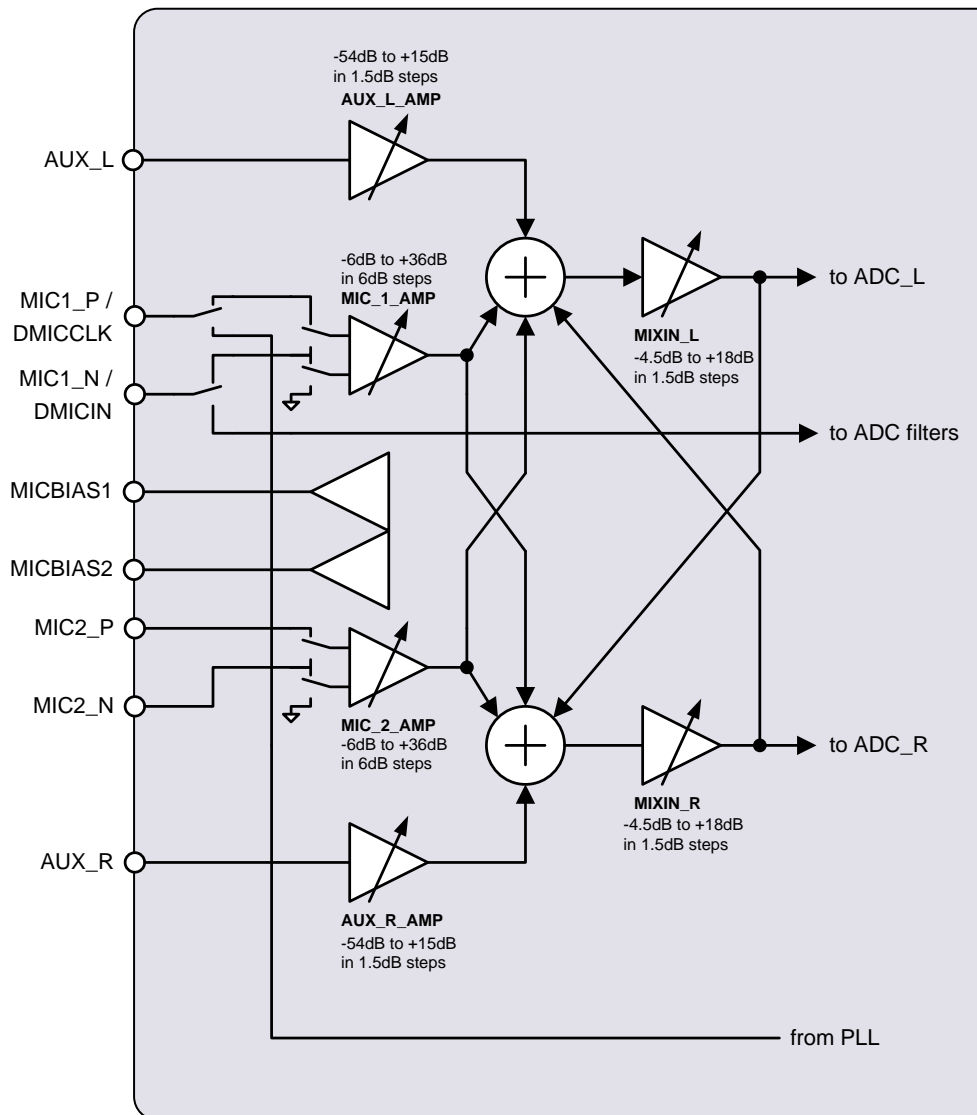 -54dB to +15dB
in 1.5dB steps
AUX_L_AMP
AUX_L
-6dB to +36dB
in 6dB steps
MIC_1_AMP
MIC1_P /
DMICCLK
to ADC_L
MIXIN_L
-4.5dB to +18dB
in 1.5dB steps
MIC1_N /
DMICIN
to ADC filters
MICBIAS1
MICBIAS2
MIC2_P
MIC2_N
MIC_2_AMP
-6dB to +36dB
in 6dB steps
to ADC_R
MIXIN_R
-4.5dB to +18dB
in 1.5dB steps
AUX_R
AUX_R_AMP
-54dB to +15dB
in 1.5dB steps
from PLL